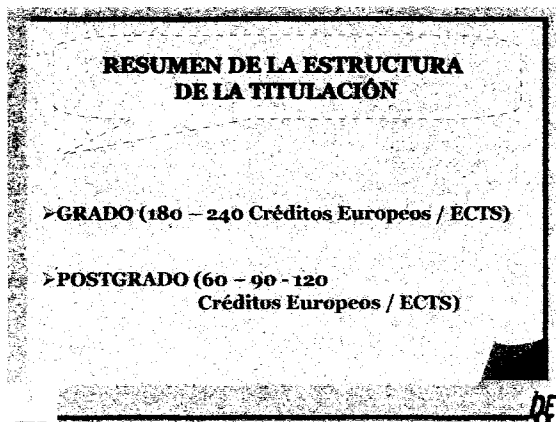 RESUMEN DE LA ESTRUCTURA
DE LA TITULACIÓN
➢GRADO (180 – 240 Créditos Europeos / ECTS)
➢POSTGRADO (60 – 90 - 120
Créditos Europeos / ECTS)
DE